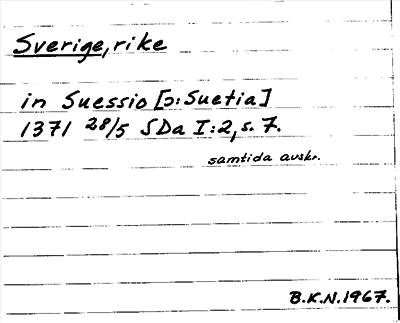 Sverige, rike
in Suessio [ɔ: Suetia]
1371 28/5 SDa I:2, s. 7.
samtida avskr.
B.K.N. 1967.